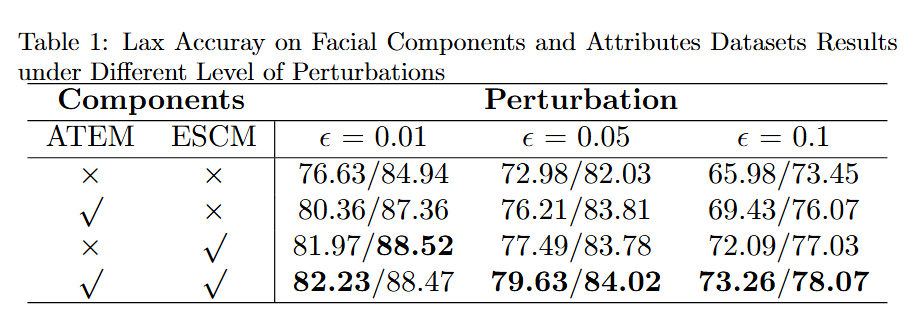 Table 1: Lax Accuray on Facial Components and Attributes Datasets Results
under Different Level of Perturbations
Components Perturbation
ATEM ESCM ϵ = 0.01 ϵ = 0.05 ϵ = 0.1
× × 76.63/84.94 72.98/82.03 65.98/73.45
√ × 80.36/87.36 76.21/83.81 69.43/76.07
× √ 81.97/88.52 77.49/83.78 72.09/77.03
√ √ 82.23/88.47 79.63/84.02 73.26/78.07